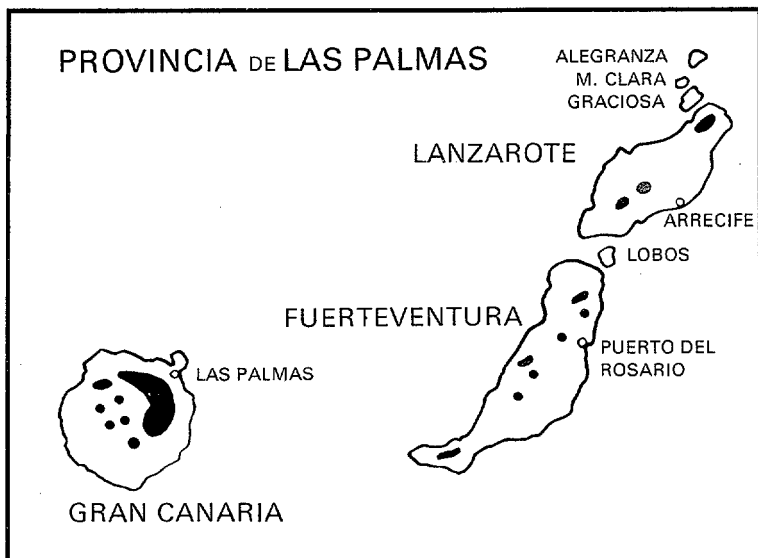 PROVINCIA DE LAS PALMAS
ALEGRANZA
M. CLARA
GRACIOSA
LANZAROTE
ARRECIFE
LOBOS
FUERTEVENTURA
PUERTO DEL
ROSARIO
LAS PALMAS
GRAN CANARIA